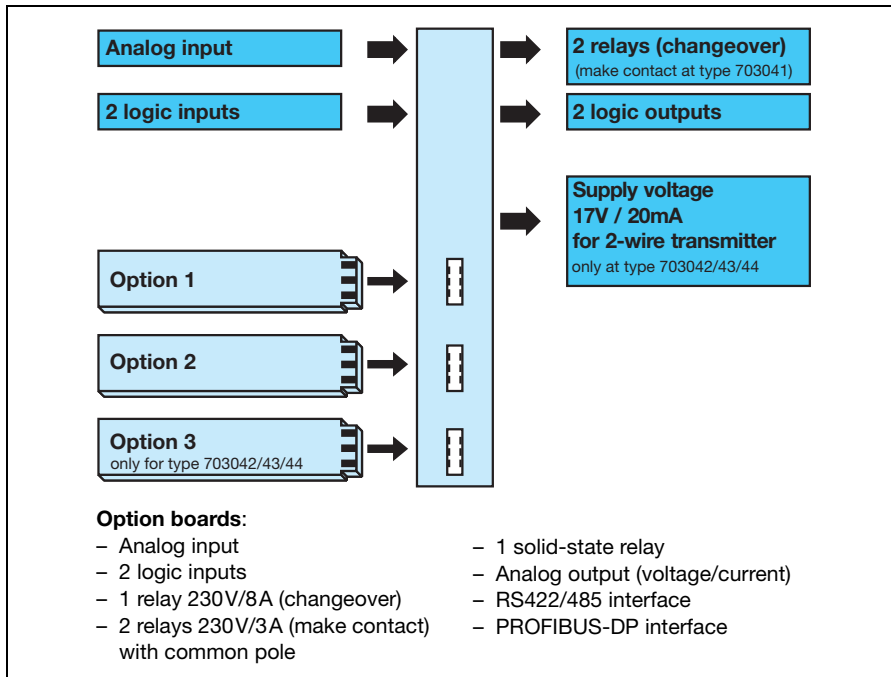 Analog input
2 relays (changeover)
(make contact at type 703041)
2 logic inputs
2 logic outputs
Supply voltage
17V / 20mA
for 2-wire transmitter
only at type 703042/43/44
Option 1
Option 2
Option 3
only for type 703042/43/44
Option boards:
– Analog input
– 2 logic inputs
– 1 relay 230V/8A (changeover)
– 2 relays 230V/3A (make contact)
with common pole
– 1 solid-state relay
– Analog output (voltage/current)
– RS422/485 interface
– PROFIBUS-DP interface